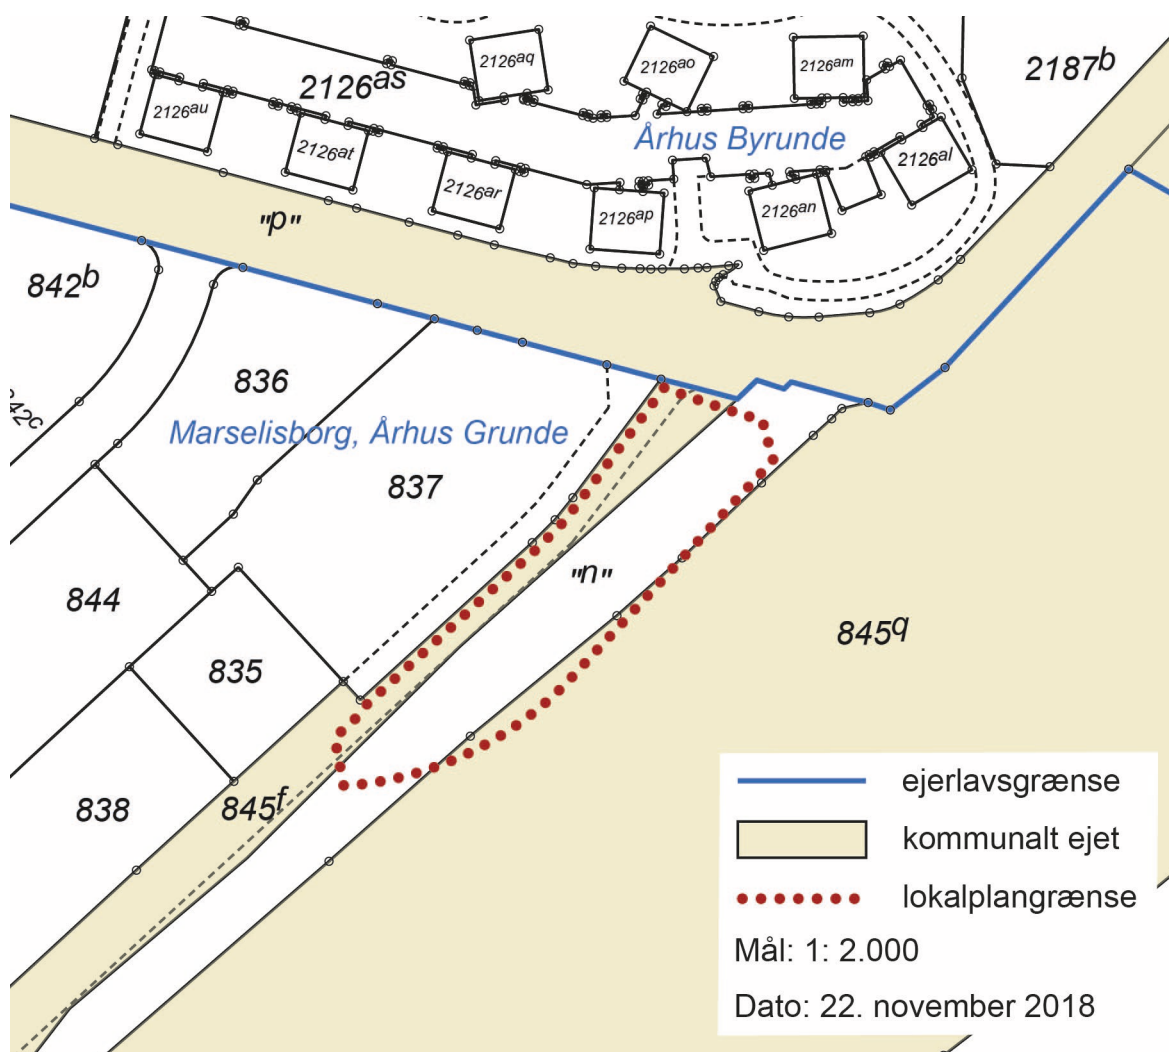 2126aq
2126ao
2126am
2187b
2126as
2126au
Århus Byrunde
2126at
2126al
2126ar
2126ap
2126an
"p"
842b
836
842c
Marselisborg, Århus Grunde
837
"n"
844
845q
835
838
845f
ejerlavsgrænse
kommunalt ejet
lokalplangrænse
Mål: 1: 2.000
Dato: 22. november 2018